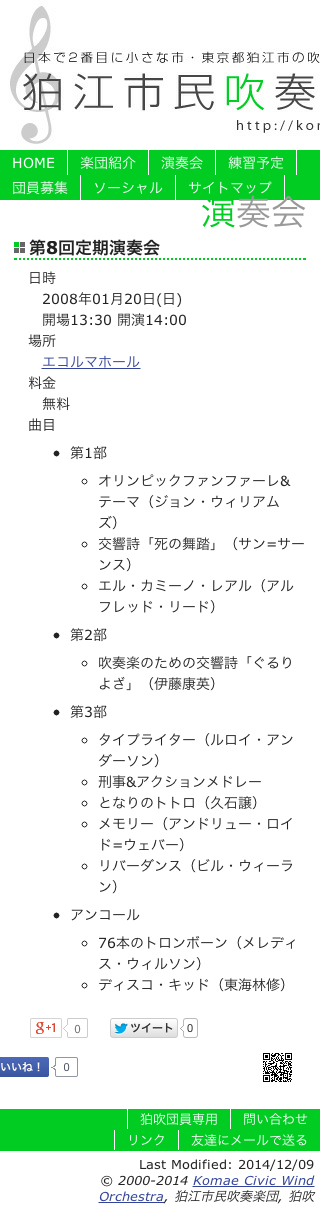 日本で２番目に小さな市・東京都狛江市の吹
狛江市民吹奏
http://kor
HOME 楽団紹介 演奏会 練習予定
団員募集 ソーシャル サイトマップ
演奏会
第8回定期演奏会
日時
2008年01月20日(日)
開場13:30 開演14:00
場所
エコルマホール
料金
無料
曲目
第1部
オリンピックファンファーレ&
テーマ（ジョン・ウィリアム
ズ）
交響詩「死の舞踏」（サン=サー
ンス）
エル・カミーノ・レアル（アル
フレッド・リード）
第2部
吹奏楽のための交響詩「ぐるり
よざ」（伊藤康英）
第3部
タイプライター（ルロイ・アン
ダーソン）
刑事&アクションメドレー
となりのトトロ（久石譲）
メモリー（アンドリュー・ロイ
ド=ウェバー）
リバーダンス（ビル・ウィーラ
ン）
アンコール
76本のトロンボーン（メレディ
ス・ウィルソン）
ディスコ・キッド（東海林修）
g+1 0 ツイート 0
いいね！ 0
狛吹団員専用 問い合わせ
リンク 友達にメールで送る
Last Modified: 2014/12/09
© 2000-2014 Komae Civic Wind
Orchestra, 狛江市民吹奏楽団, 狛吹